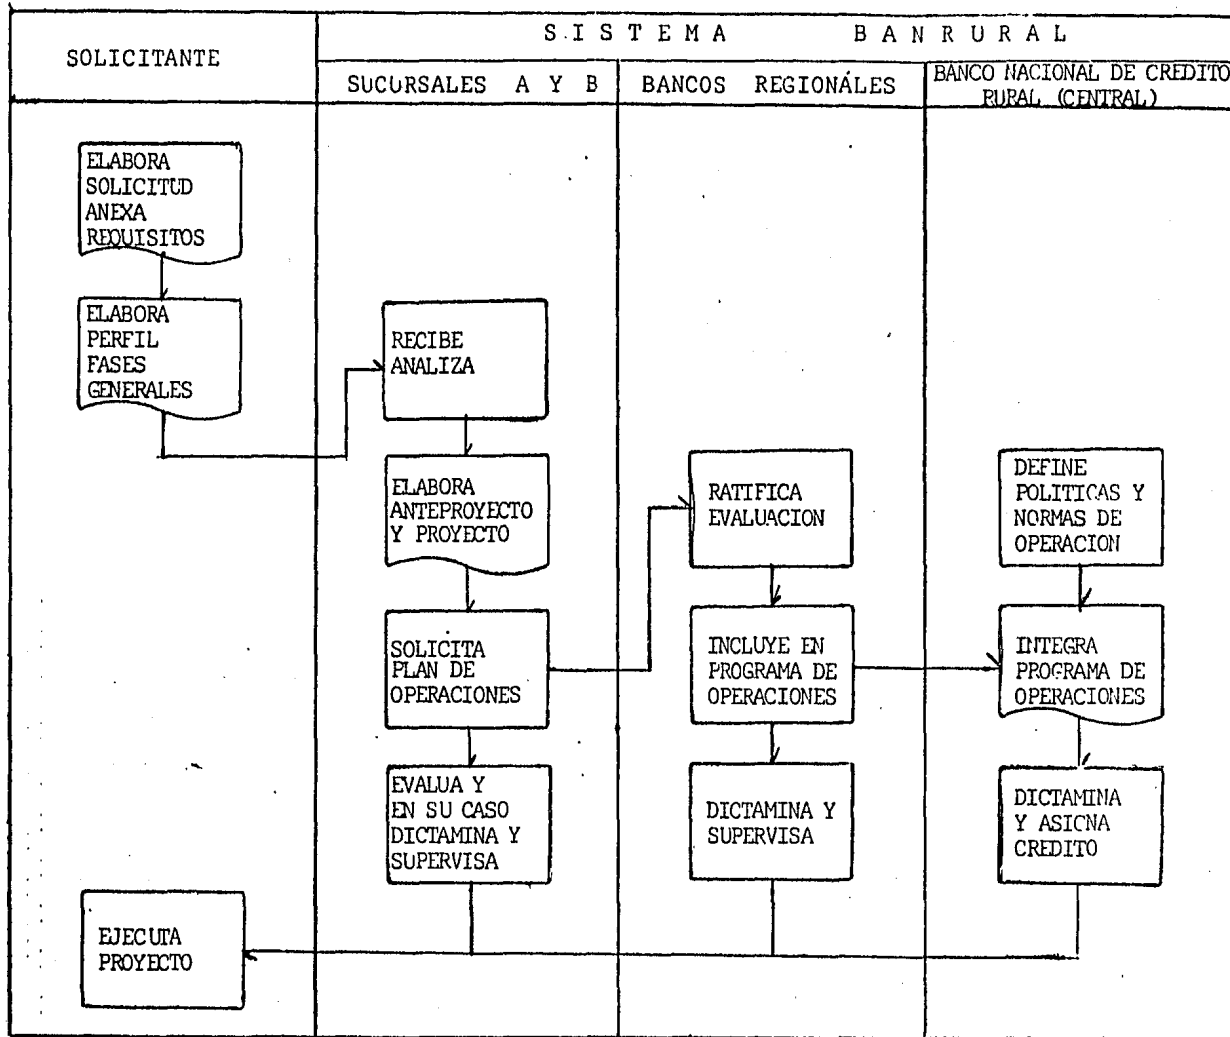 SOLICITANTE
S I S T E M A B A N R U R A L
SUCURSALES A Y B
BANCOS REGIONÁLES
BANCO NACIONAL DE CREDITO
RURAL (CENTRAL)
ELABORA
SOLICITUD
ANEXA
REQUISITOS
ELABORA
PERFIL
FASES
GENERALES
RECIBE
ANALIZA
ELABORA
ANTEPROYECTO
Y PROYECTO
SOLICITA
PLAN DE
OPERACIONES
EVALUA Y
EN SU CASO
DICTAMINA Y
SUPERVISA
RATIFICA
EVALUACION
INCLUYE EN
PROGRAMA DE
OPERACIONES
DICTAMINA Y
SUPERVISA
DEFINE
POLITICAS Y
NORMAS DE
OPERACION
INTEGRA
PROGRAMA DE
OPERACIONES
DICTAMINA
Y ASIGNA
CREDITO
EJECUTA
PROYECTO